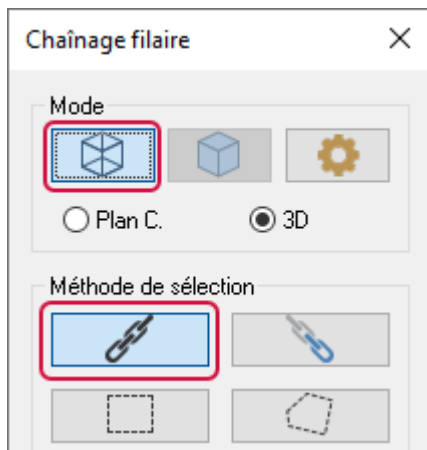 Chaînage filaire
Mode
Plan C.
3D
Méthode de sélection